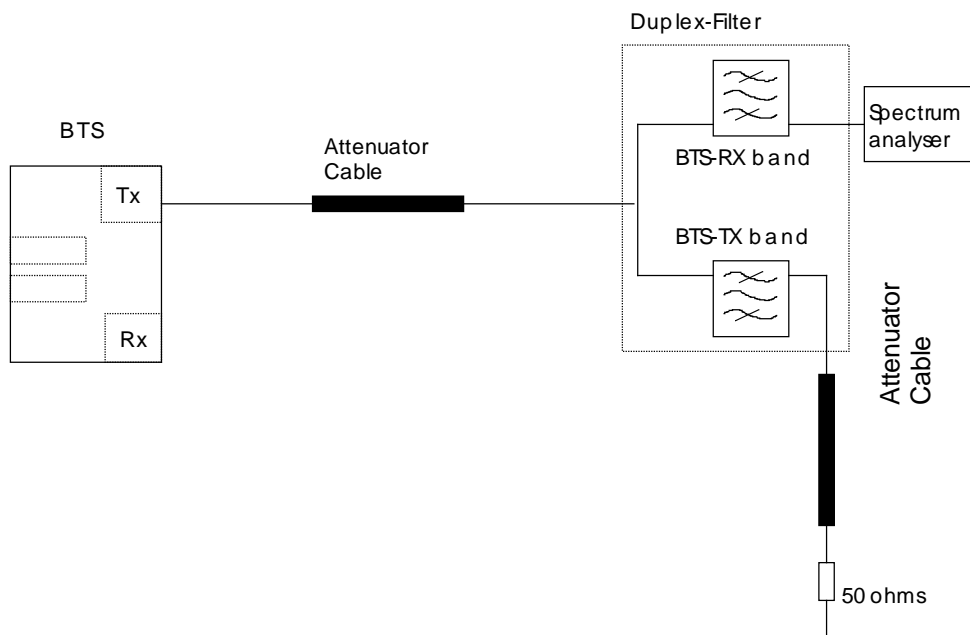 Duplex-Filter
BTS
Tx
Rx
Attenuator
Cable
BTS-RX band
Spectrum
analyser
BTS-TX band
Attenuator
Cable
50 ohms